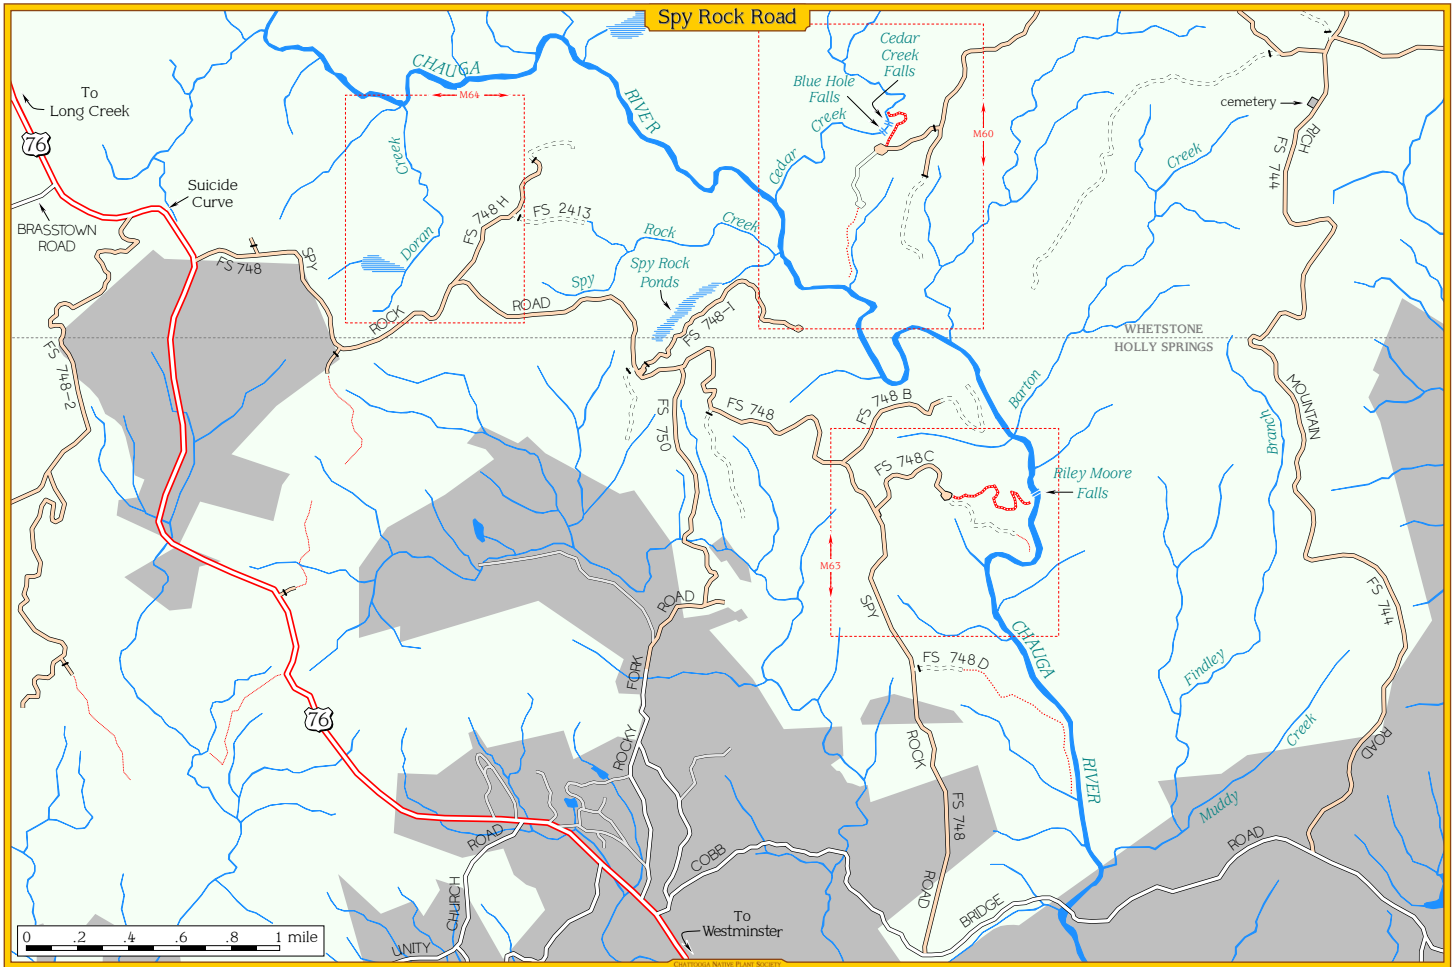 Spy Rock Road
To
Long Creek
76
BRASSTOWN
ROAD
Suicide
Curve
CHAUGA
RIVER
M64
Creek
Doran
FS 748 H
FS 2413
Rock
Creek
Spy
Spy Rock
Ponds
Cedar
Creek
Falls
Blue Hole
Falls
Creek
Cedar
M60
cemetery
RICH
FS 744
Creek
FS 748
SPY
ROCK
ROAD
FS 748-I
FS 748-2
WHETSTONE
HOLLY SPRINGS
MOUNTAIN
Barton
Branch
FS 748 B
FS 748
FS 750
FS 748C
Riley Moore
Falls
M63
SPY
ROAD
FORK
ROCKY
FS 748 D
CHAUGA
RIVER
Findley
Creek
Muddy
FS 744
ROAD
76
ROCK
FS 748
ROAD
ROAD
COBB
BRIDGE
ROAD
CHURCH
UNITY
To
Westminster
0 .2 .4 .6 .8 1 mile
CHATTOOGA NATIVE PLANT SOCIETY